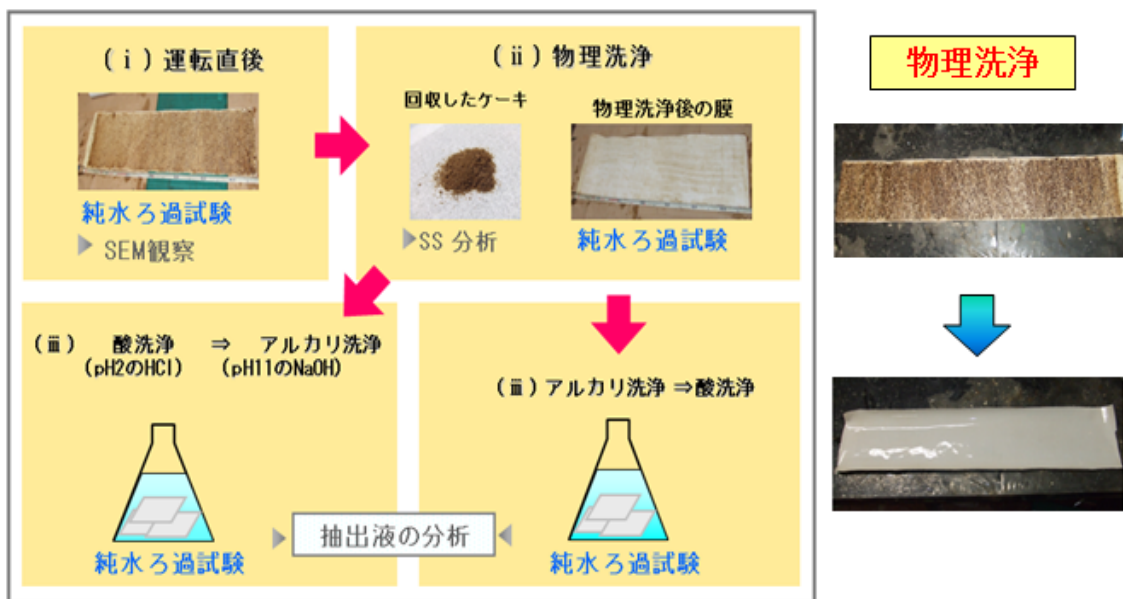 (ⅰ)運転直後
純水ろ過試験
▶SEM観察
(ⅱ)物理洗浄
回収したケーキ
▶SS 分析
物理洗浄後の膜
純水ろ過試験
(ⅲ) 酸洗浄 ⇒ アルカリ洗浄
(pH2のHCl) (pH11のNaOH)
純水ろ過試験
(ⅲ)アルカリ洗浄⇒酸洗浄
純水ろ過試験
抽出液の分析
物理洗浄